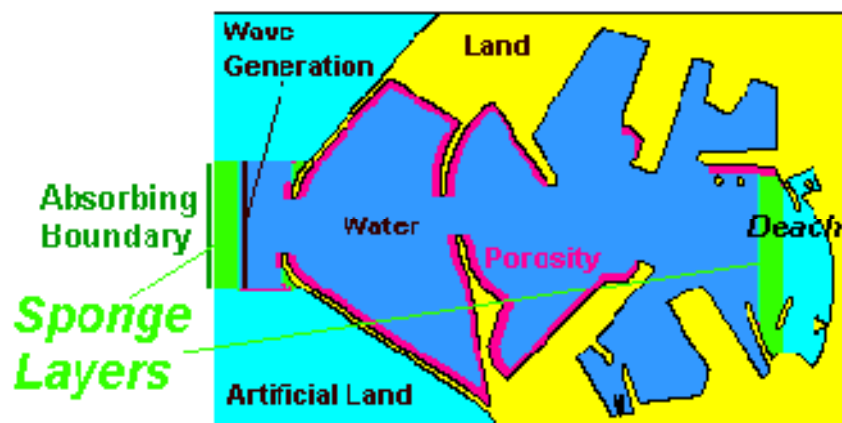 Wave
Generation
Land
Absorbing
Boundary
Water
Beach
Porosity
Sponge
Layers
Artificial Land